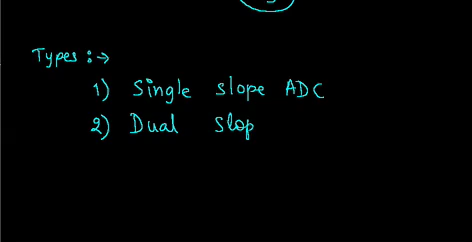 Types :→
1) Single slope ADC
2) Dual Slop